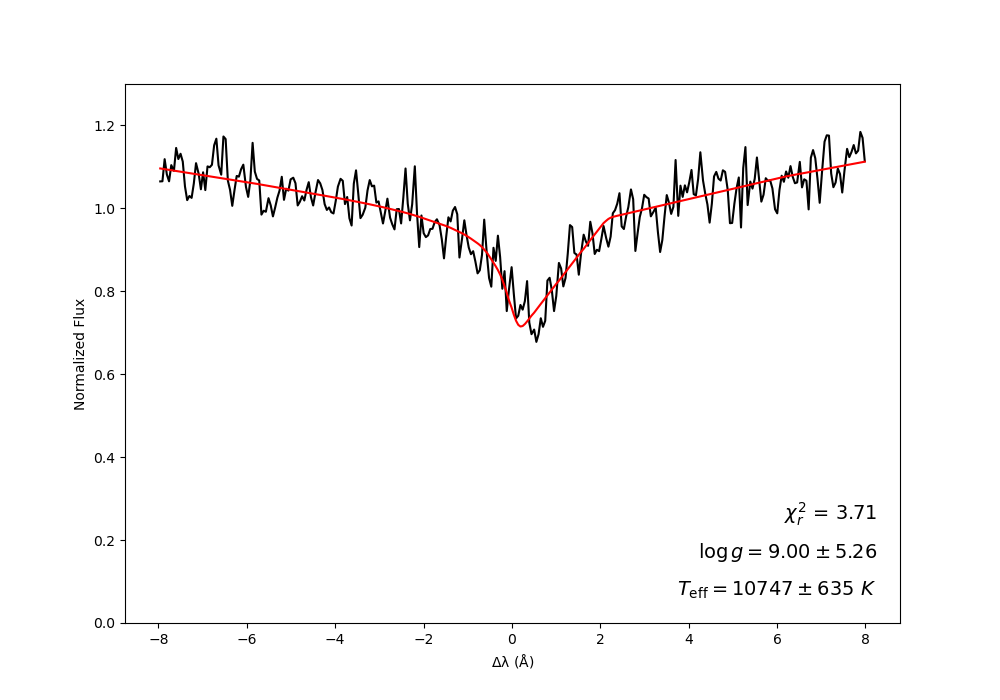 1.2
1.0
0.8
0.6
0.4
0.2
0.0
Normalized Flux
χ²ᵣ = 3.71
log g = 9.00 ± 5.26
T_eff = 10747 ± 635 K
−8 −6 −4 −2 0 2 4 6 8
Δλ (Å)